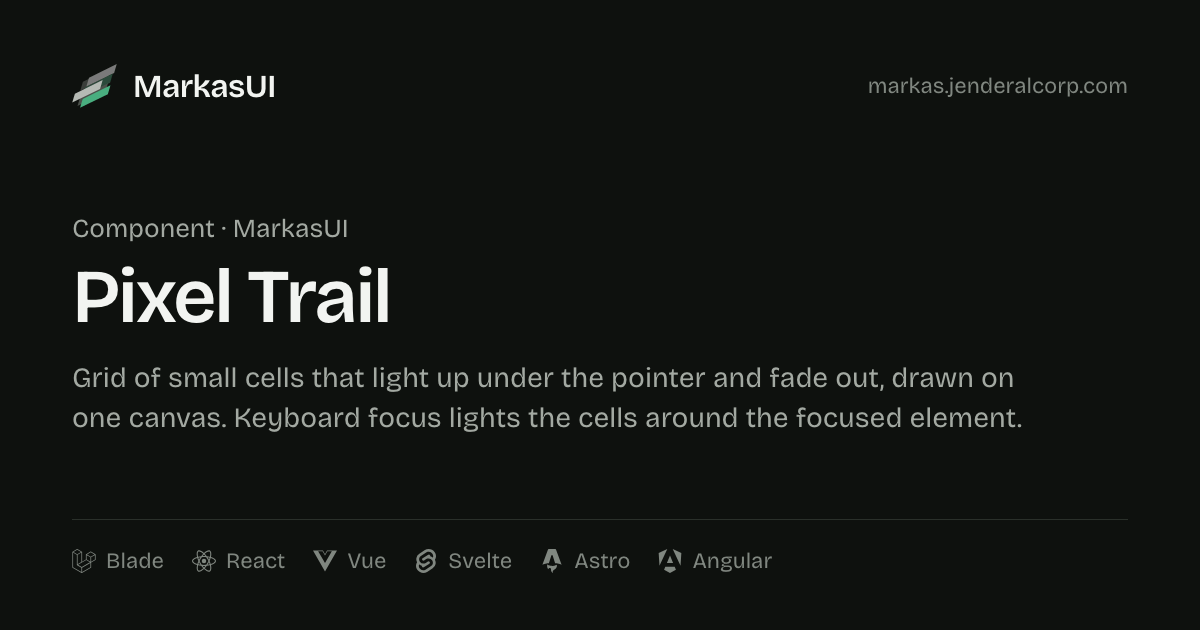 MarkasUI
markas.jenderalcorp.com
Component · MarkasUI
Pixel Trail
Grid of small cells that light up under the pointer and fade out, drawn on
one canvas. Keyboard focus lights the cells around the focused element.
Blade React Vue Svelte Astro Angular